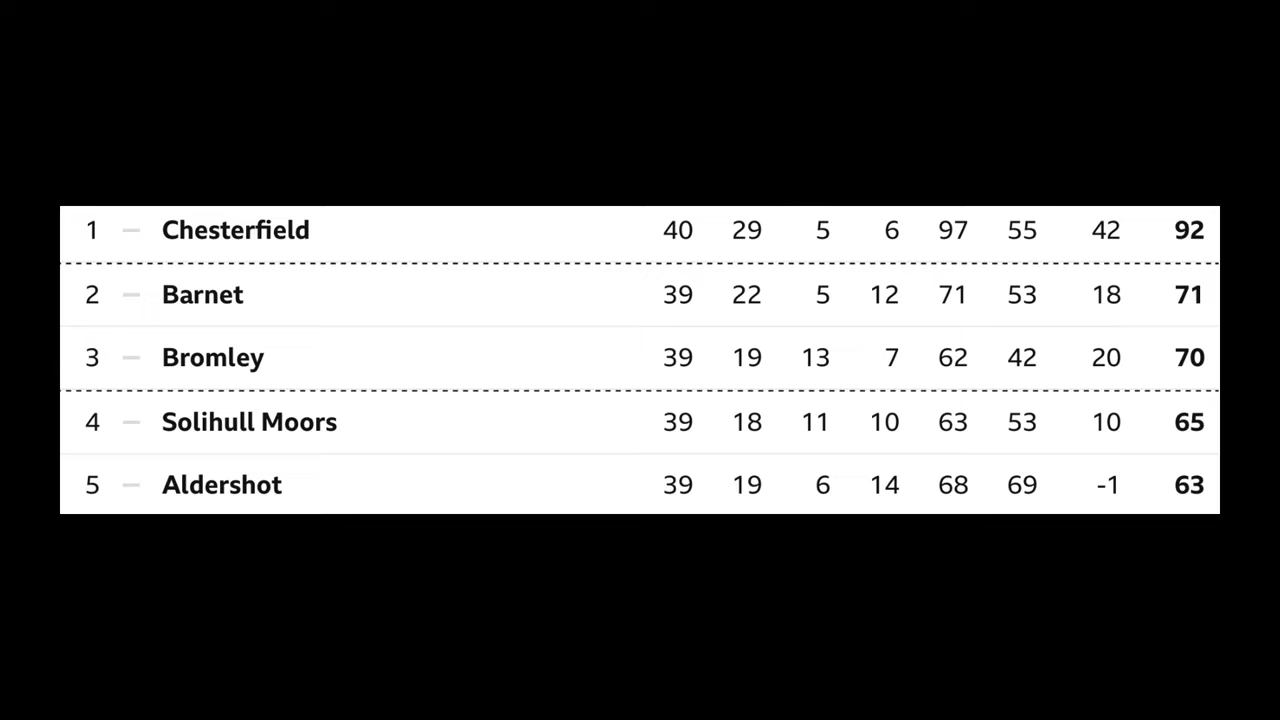 1 — Chesterfield 40 29 5 6 97 55 42 92
2 — Barnet 39 22 5 12 71 53 18 71
3 — Bromley 39 19 13 7 62 42 20 70
4 — Solihull Moors 39 18 11 10 63 53 10 65
5 — Aldershot 39 19 6 14 68 69 -1 63